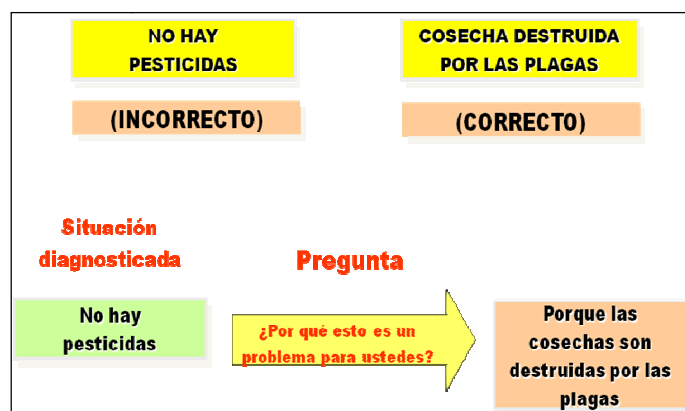 NO HAY
PESTICIDAS
COSECHA DESTRUIDA
POR LAS PLAGAS
(INCORRECTO)
(CORRECTO)
Situación
diagnosticada
Pregunta
No hay
pesticidas
¿Por qué esto es un
problema para ustedes?
Porque las
cosechas son
destruidas por las
plagas